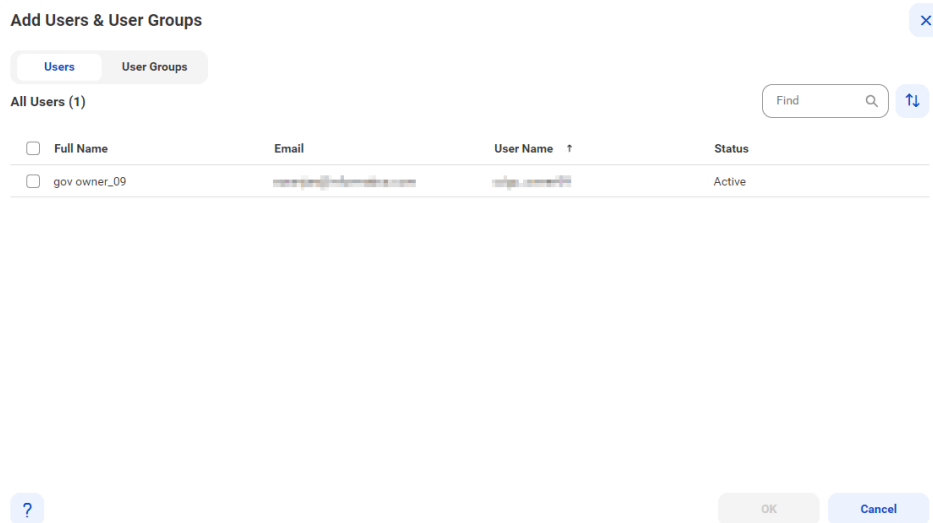 Add Users & User Groups
Users User Groups
All Users (1)
Find
Full Name Email User Name ↑ Status
gov owner_09 Active
? OK Cancel